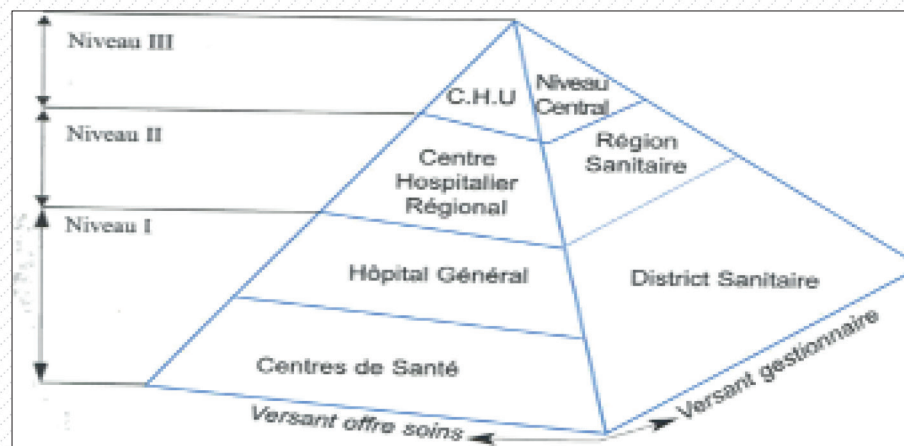 Niveau III
Niveau II
Niveau I
C.H.U
Niveau
Central
Centre
Hospitalier
Régional
Région
Sanitaire
Hôpital Général
District Sanitaire
Centres de Santé
Versant offre soins
Versant gestionnaire